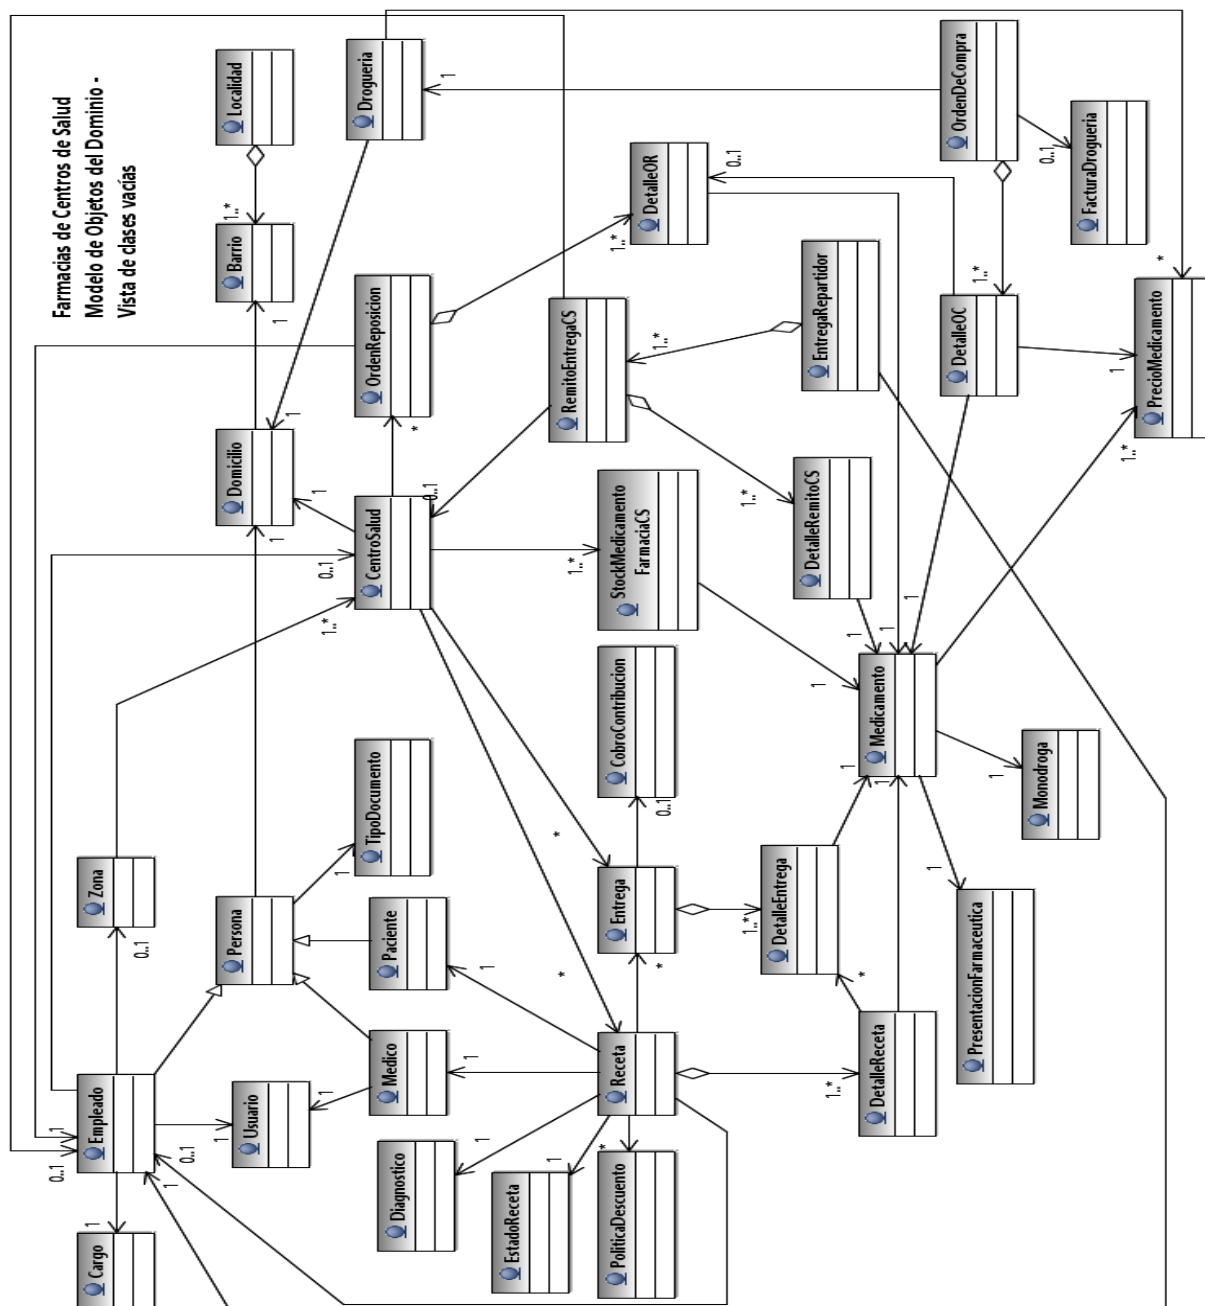 Farmacias de Centros de Salud
Modelo de Objetos del Dominio -
Vista de clases vacías
0..1
1
Cargo
1
Empleado
Zona
0..1
1
0..1
1
Usuario
Persona
Domicilio
Barrio
1..*
Localidad
1
1
1
1
1
0..1
1..*
1
Medico
Paciente
TipoDocumento
CentroSalud
OrdenReposicion
Drogueria
Diagnostico
*
0..1
1
1
1
1
EstadoReceta
1
*
RemitoEntregaCS
1..*
*
PoliticaDescuento
Receta
Entrega
CobroContribucion
StockMedicamento
FarmaciaCS
1..*
DetalleOR
*
0..1
1..*
0..1
1..*
1..*
DetalleEntrega
DetalleRemitoCS
EntregaRepartidor
1
1..*
1
1
*
DetalleReceta
Medicamento
1
1
1
1
DetalleOC
OrdenDeCompra
PresentacionFarmaceutica
1..*
1
Monodroga
0..1
FacturaDrogueria
1
1..*
PrecioMedicamento
*